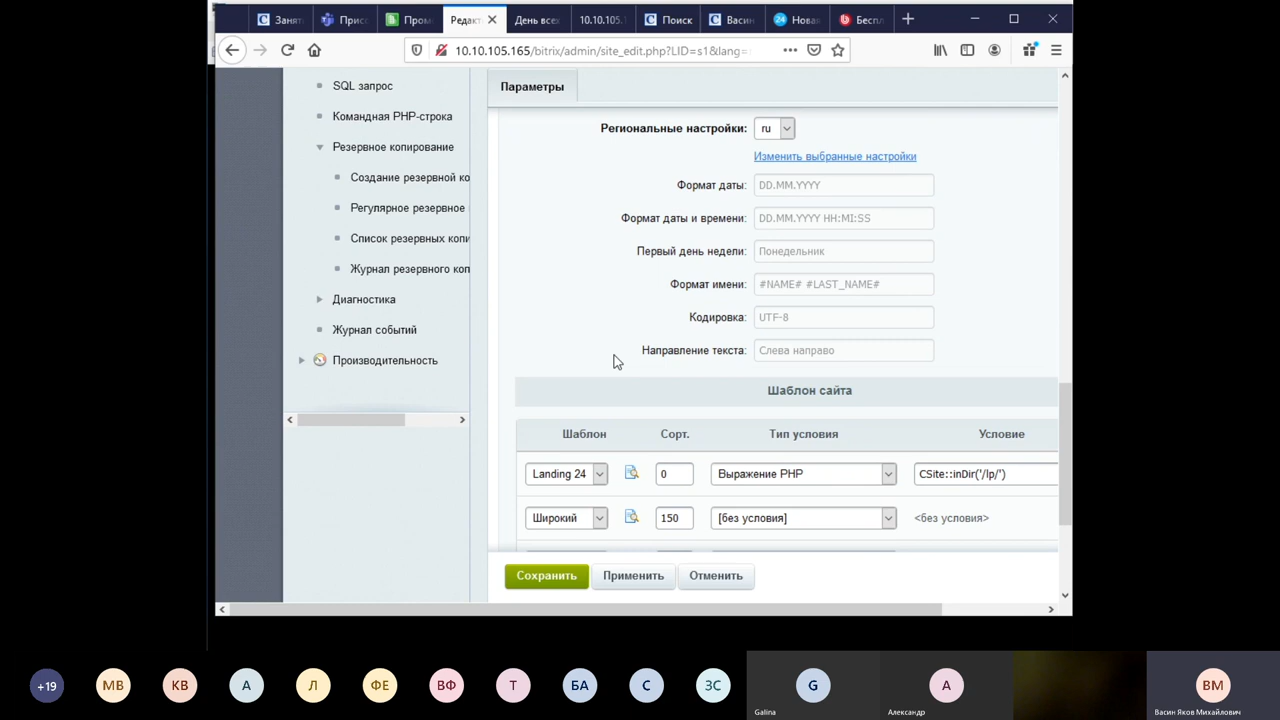 Занят
Присо
Пром
Редакт
День всех
10.10.105.
Поиск
Васин
Новая
Беспл
10.10.105.165/bitrix/admin/site_edit.php?LID=s1&lang=
SQL запрос
Командная PHP-строка
Резервное копирование
Создание резервной ко
Регулярное резервное
Список резервных копи
Журнал резервного коп
Диагностика
Журнал событий
Производительность
Параметры
Региональные настройки: ru
Изменить выбранные настройки
Формат даты: DD.MM.YYYY
Формат даты и времени: DD.MM.YYYY HH:MI:SS
Первый день недели: Понедельник
Формат имени: #NAME# #LAST_NAME#
Кодировка: UTF-8
Направление текста: Слева направо
Шаблон сайта
Шаблон Сорт. Тип условия Условие
Landing 24 0 Выражение PHP CSite::inDir('/lp/')
Широкий 150 [без условия] <без условия>
Сохранить Применить Отменить
+19 МВ КВ А Л ФЕ ВФ Т БА С ЗС G А ВМ
Galina Александр Васин Яков Михайлович